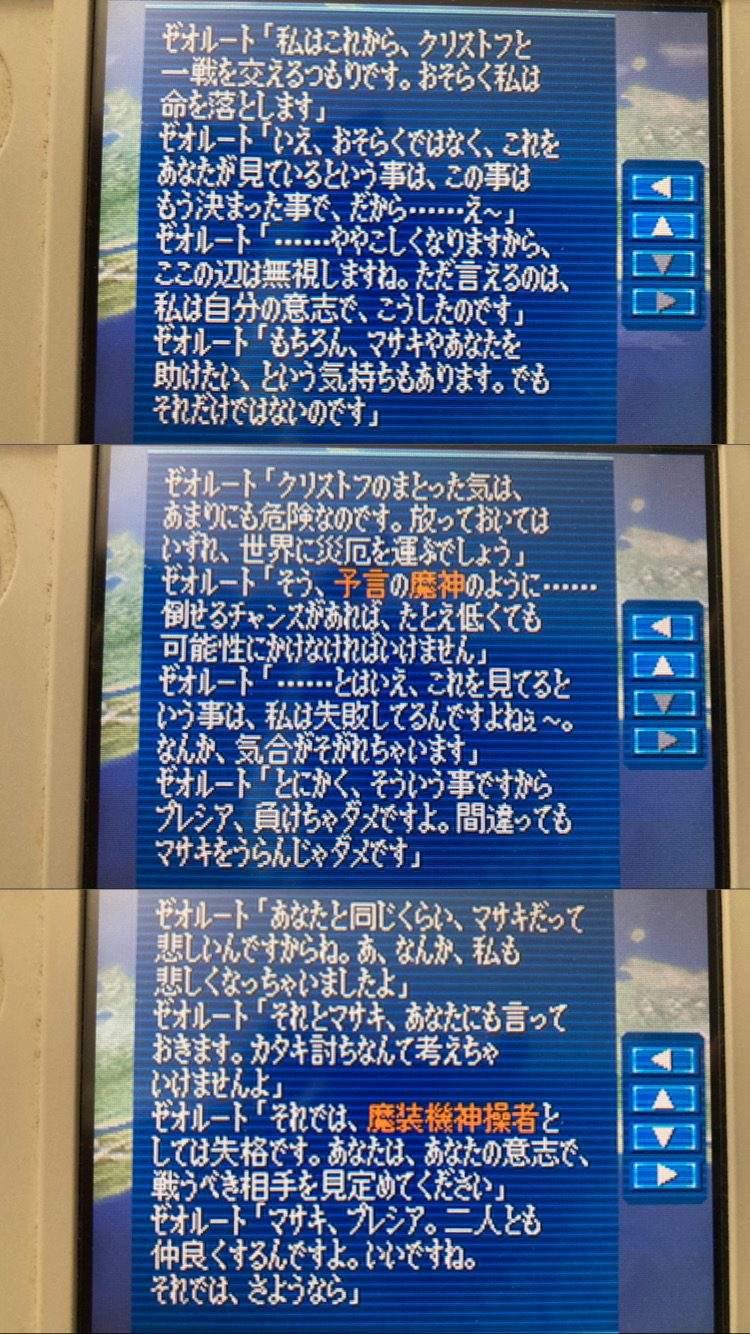 ゼオルート「私はこれから、クリストフと
一戦を交えるつもりです。おそらく私は
命を落とします」
ゼオルート「いえ、おそらくではなく、これを
あなたが見ているという事は、この事は
もう決まった事で、だから……え～」
ゼオルート「……ややこしくなりますから、
ここの辺は無視しますね。ただ言えるのは、
私は自分の意志で、こうしたのです」
ゼオルート「もちろん、マサキやあなたを
助けたい、という気持ちもあります。でも
それだけではないのです」
ゼオルート「クリストフのまとった気は、
あまりにも危険なのです。放っておいては
いずれ、世界に災厄を運ぶでしょう」
ゼオルート「そう、予言の魔神のように……
倒せるチャンスがあれば、たとえ低くても
可能性にかけなければいけません」
ゼオルート「……とはいえ、これを見てると
いう事は、私は失敗してるんですよねぇ～。
なんか、気合がそがれちゃいます」
ゼオルート「とにかく、そういう事ですから
プレシア、負けちゃダメですよ。間違っても
マサキをうらんじゃダメです」
ゼオルート「あなたと同じくらい、マサキだって
悲しいんですからね。あ、なんか、私も
悲しくなっちゃいましたよ」
ゼオルート「それとマサキ、あなたにも言って
おきます。カタキ討ちなんて考えちゃ
いけませんよ」
ゼオルート「それでは、魔装機神操者と
しては失格です。あなたは、あなたの意志で、
戦うべき相手を見定めてください」
ゼオルート「マサキ、プレシア。二人とも
仲良くするんですよ。いいですね。
それでは、さようなら」